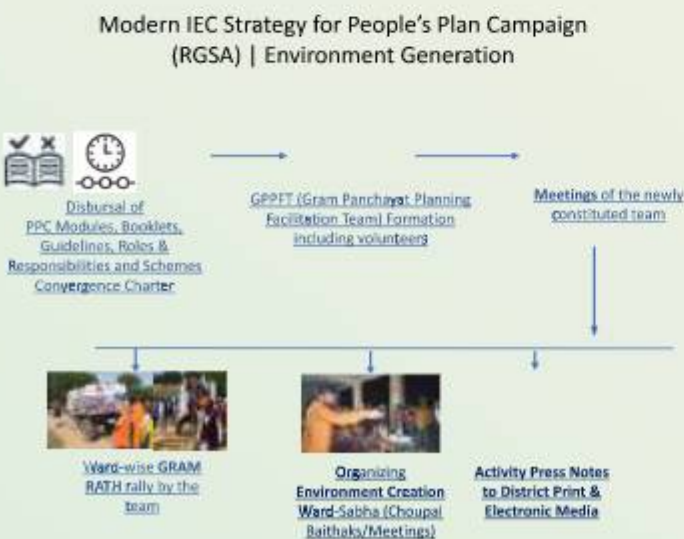 Modern IEC Strategy for People's Plan Campaign
(RGSA) | Environment Generation
Disbursal of
PPC Modules, Booklets,
Guidelines, Roles &
Responsibilities and Schemes
Convergence Charter
GPPFT (Gram Panchayat Planning
Facilitation Team) Formation
including volunteers
Meetings of the newly
constituted team
Ward-wise GRAM
RATH rally by the
team
Organizing
Environment Creation
Ward-Sabha (Choupal
Baithaks/Meetings)
Activity Press Notes
to District Print &
Electronic Media